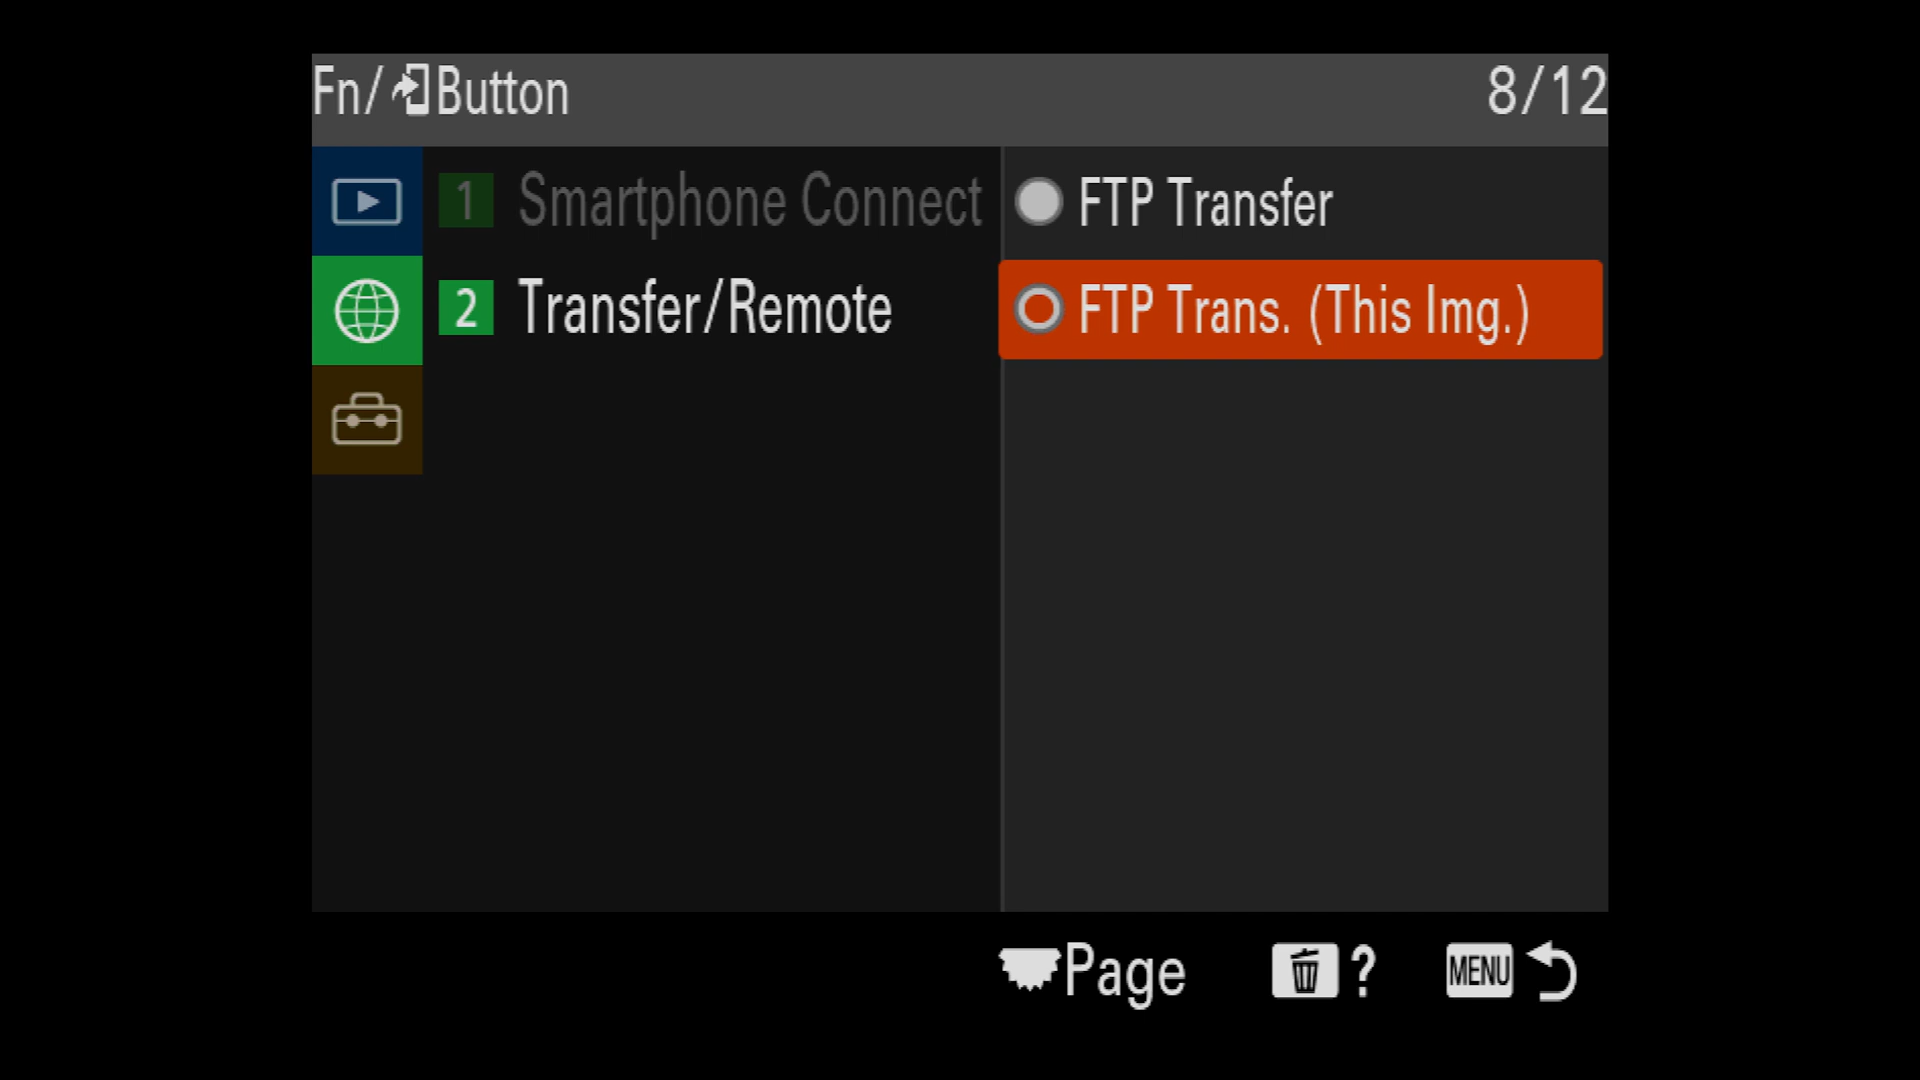 Fn/ Button 8/12
1 Smartphone Connect
2 Transfer/Remote
FTP Transfer
FTP Trans. (This Img.)
Page ? MENU